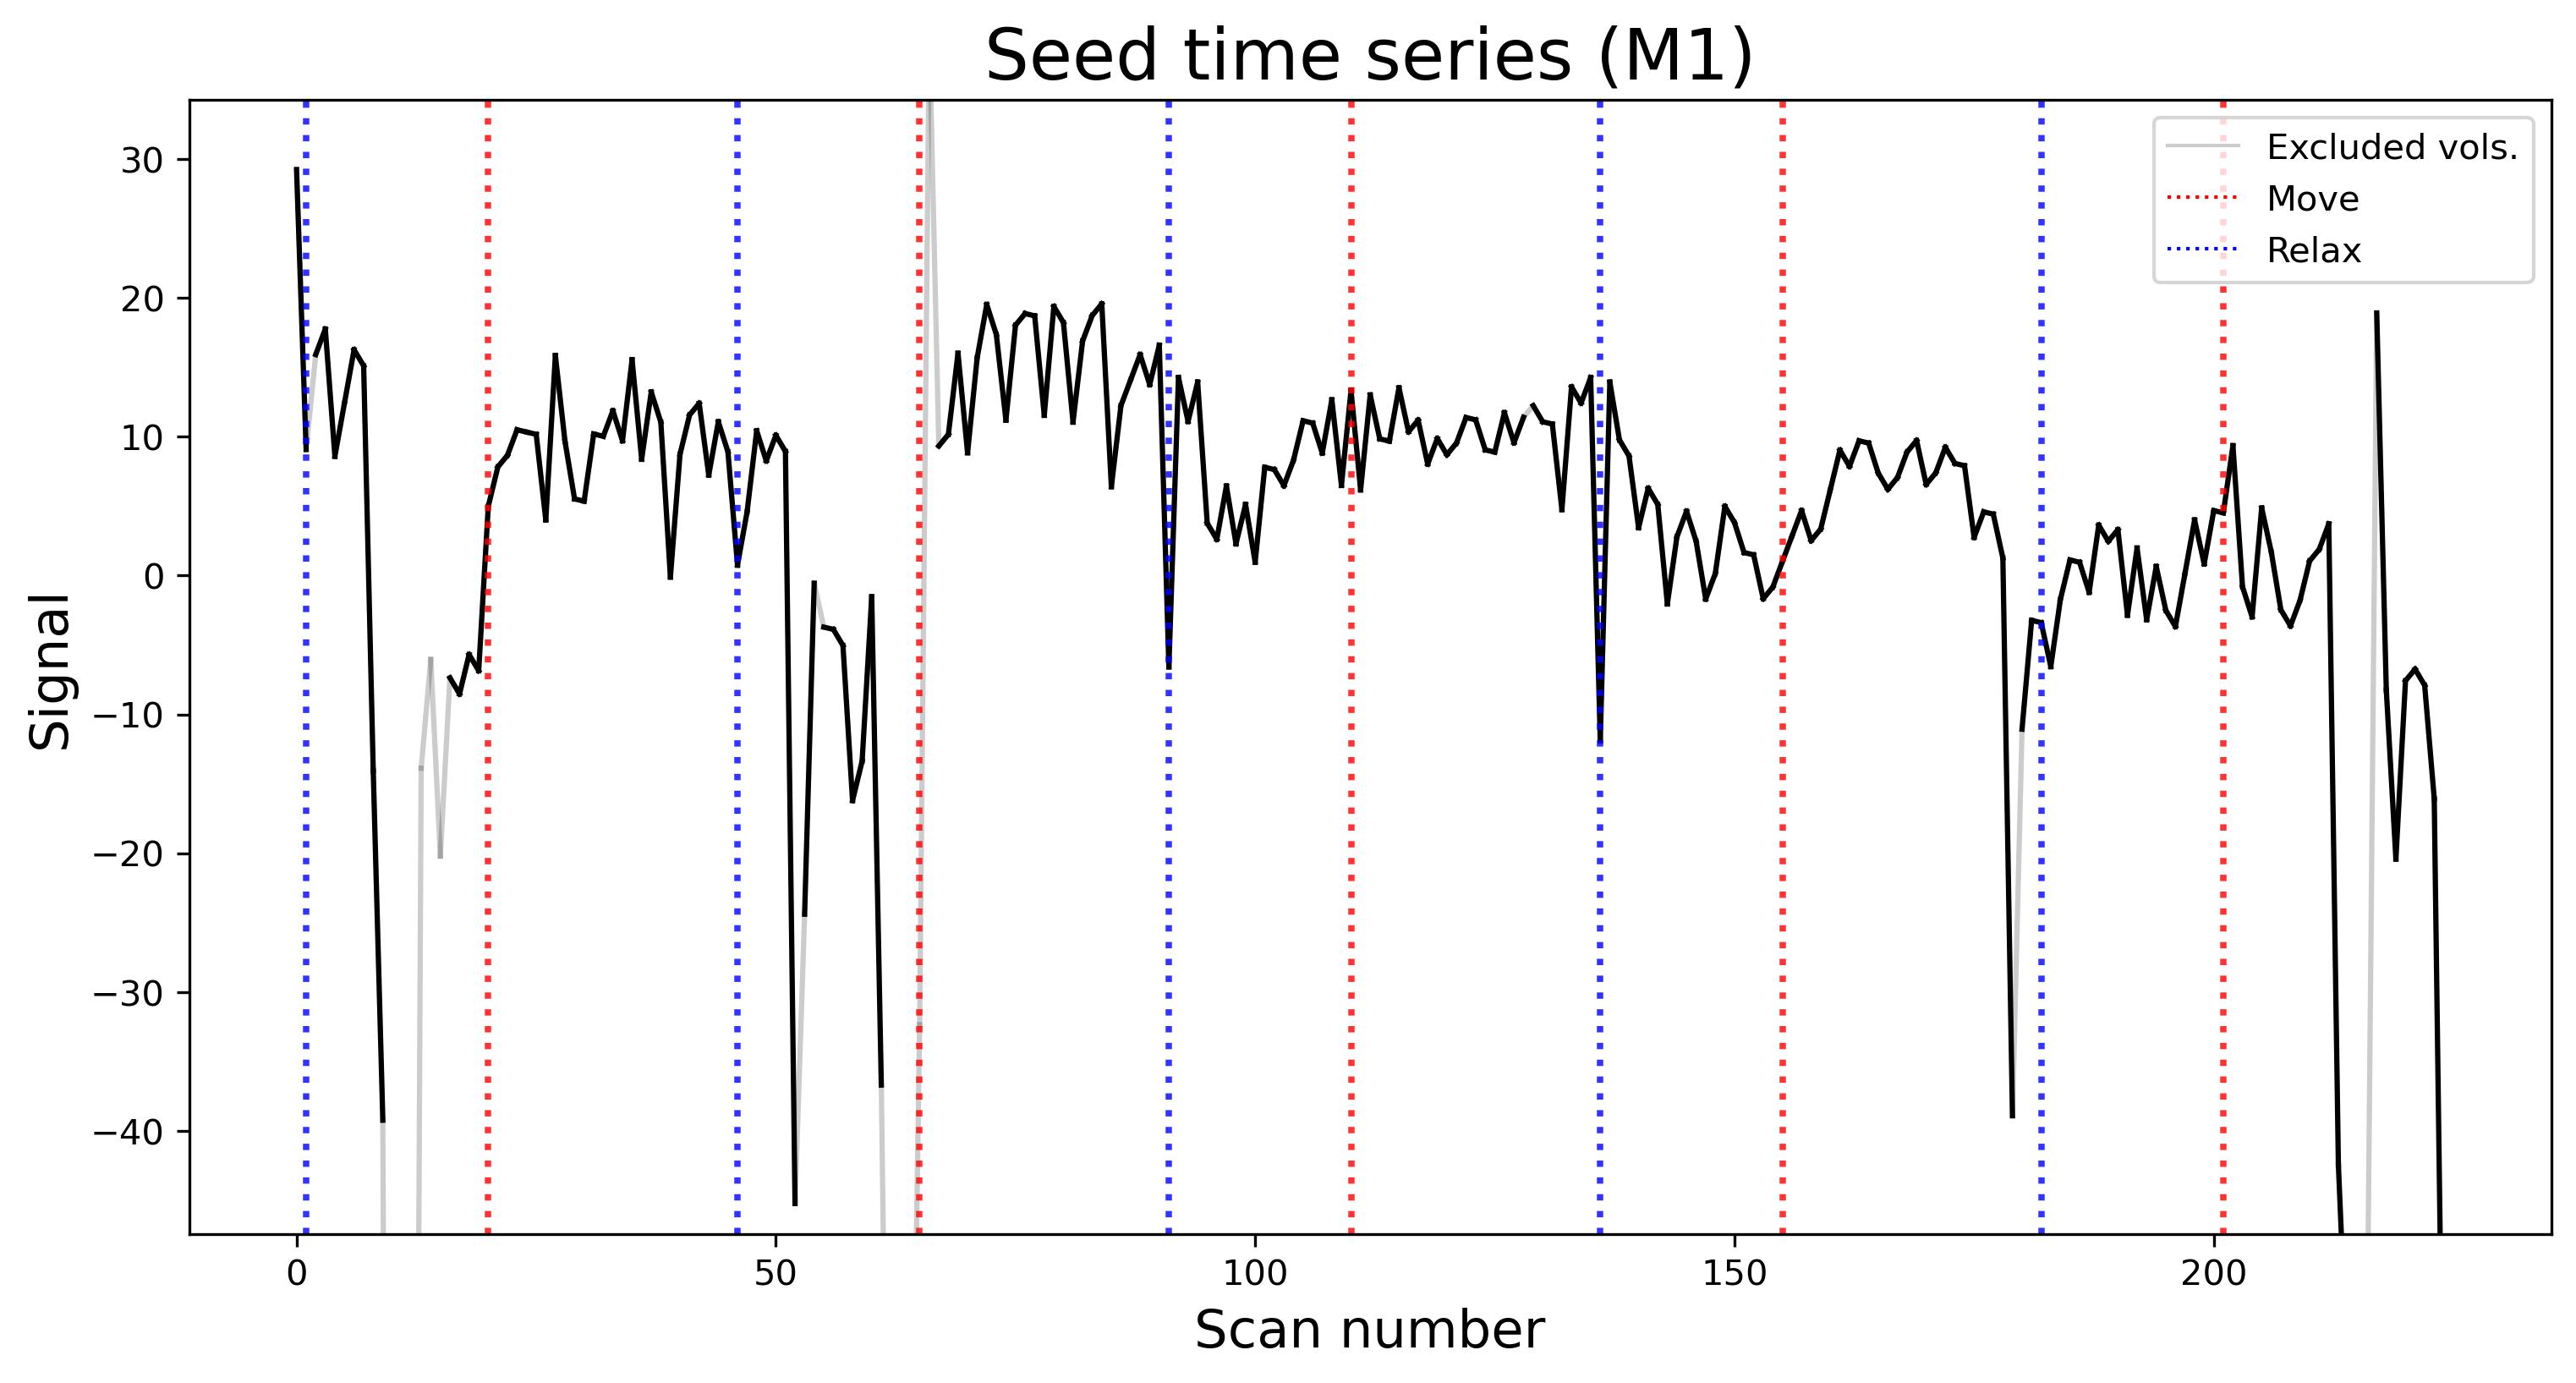 Seed time series (M1)
Excluded vols.
Move
Relax
30
20
10
0
−10
−20
−30
−40
Signal
0 50 100 150 200
Scan number